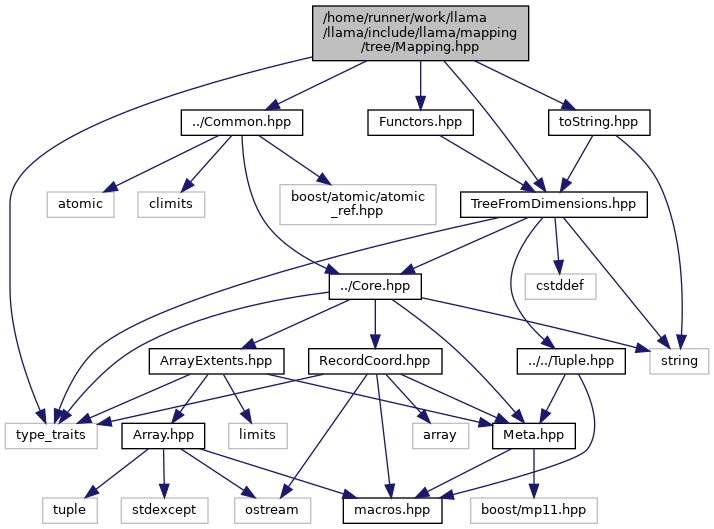 /home/runner/work/llama
/llama/include/llama/mapping
/tree/Mapping.hpp
../Common.hpp
Functors.hpp
toString.hpp
atomic
climits
boost/atomic/atomic
_ref.hpp
TreeFromDimensions.hpp
../Core.hpp
cstddef
ArrayExtents.hpp
RecordCoord.hpp
../../Tuple.hpp
string
type_traits
Array.hpp
limits
array
Meta.hpp
tuple
stdexcept
ostream
macros.hpp
boost/mp11.hpp